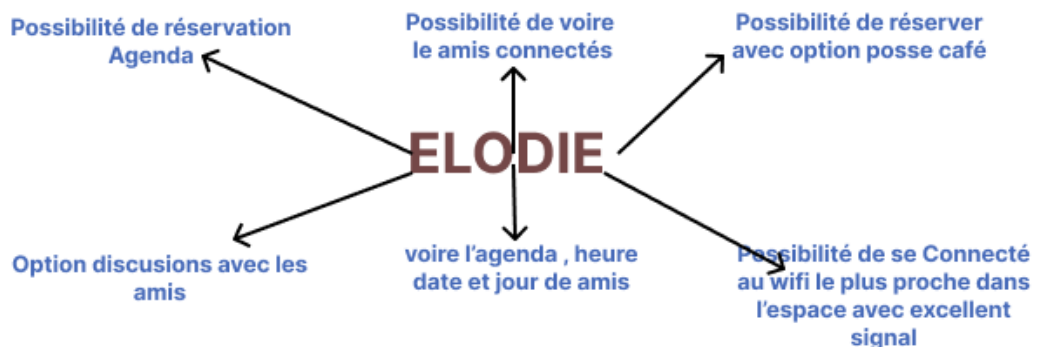 Possibilité de réservation
Agenda
Possibilité de voire
le amis connectés
Possibilité de réserver
avec option posse café
ELODIE
Option discusions avec les
amis
voire l'agenda , heure
date et jour de amis
Possibilité de se Connecté
au wifi le plus proche dans
l'espace avec excellent
signal